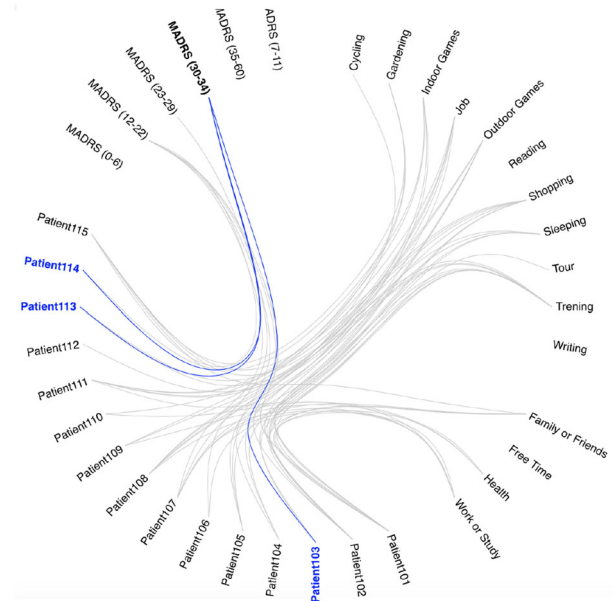 MADRS (0-6)
MADRS (12-22)
MADRS (23-29)
MADRS (30-34)
MADRS (35-60)
ADRS (7-11)
Cycling
Gardening
Indoor Games
Job
Outdoor Games
Reading
Shopping
Sleeping
Tour
Trening
Writing
Family or Friends
Free Time
Health
Work or Study
Patient101
Patient102
Patient103
Patient104
Patient105
Patient106
Patient107
Patient108
Patient109
Patient110
Patient111
Patient112
Patient113
Patient114
Patient115